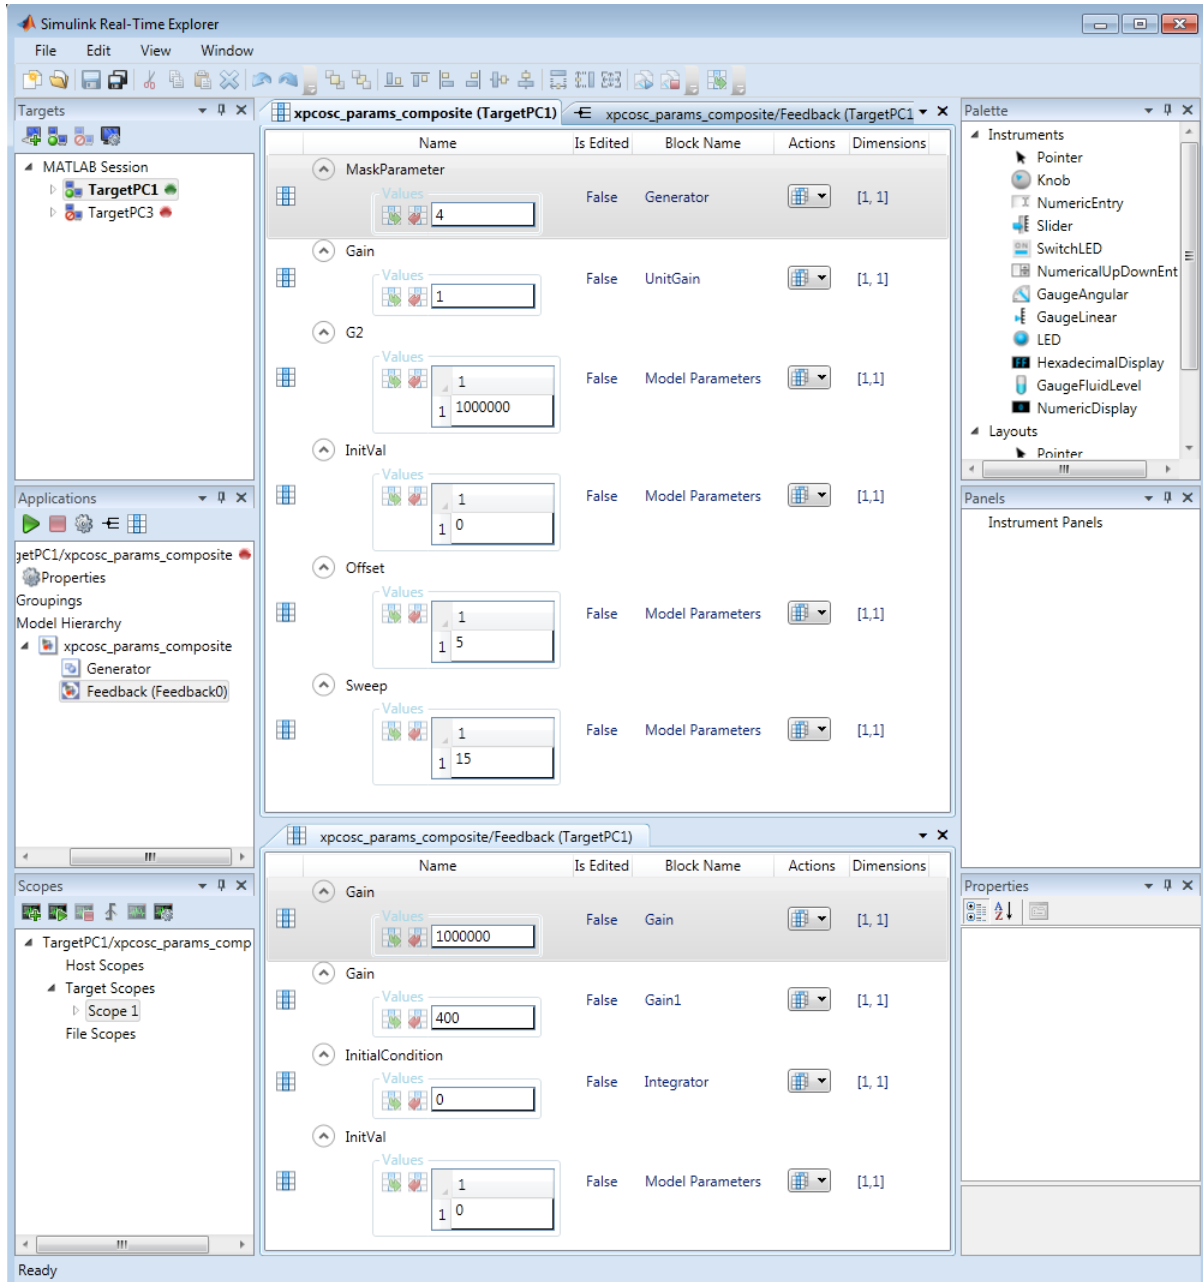 Simulink Real-Time Explorer
File Edit View Window
Targets
MATLAB Session
TargetPC1
TargetPC3
Applications
getPC1/xpcosc_params_composite
Properties
Groupings
Model Hierarchy
xpcosc_params_composite
Generator
Feedback (Feedback0)
Scopes
TargetPC1/xpcosc_params_comp
Host Scopes
Target Scopes
Scope 1
File Scopes
xpcosc_params_composite (TargetPC1) xpcosc_params_composite/Feedback (TargetPC1
Name Is Edited Block Name Actions Dimensions
MaskParameter
Values
4 False Generator [1, 1]
Gain
Values
1 False UnitGain [1, 1]
G2
Values
1 False Model Parameters [1,1]
1 1000000
InitVal
Values
1 False Model Parameters [1,1]
1 0
Offset
Values
1 False Model Parameters [1,1]
1 5
Sweep
Values
1 False Model Parameters [1,1]
1 15
xpcosc_params_composite/Feedback (TargetPC1)
Name Is Edited Block Name Actions Dimensions
Gain
Values
1000000 False Gain [1, 1]
Gain
Values
400 False Gain1 [1, 1]
InitialCondition
Values
0 False Integrator [1, 1]
InitVal
Values
1 False Model Parameters [1,1]
1 0
Palette
Instruments
Pointer
Knob
NumericEntry
Slider
SwitchLED
NumericalUpDownEnt
GaugeAngular
GaugeLinear
LED
HexadecimalDisplay
GaugeFluidLevel
NumericDisplay
Layouts
Pointer
Panels
Instrument Panels
Properties
Ready